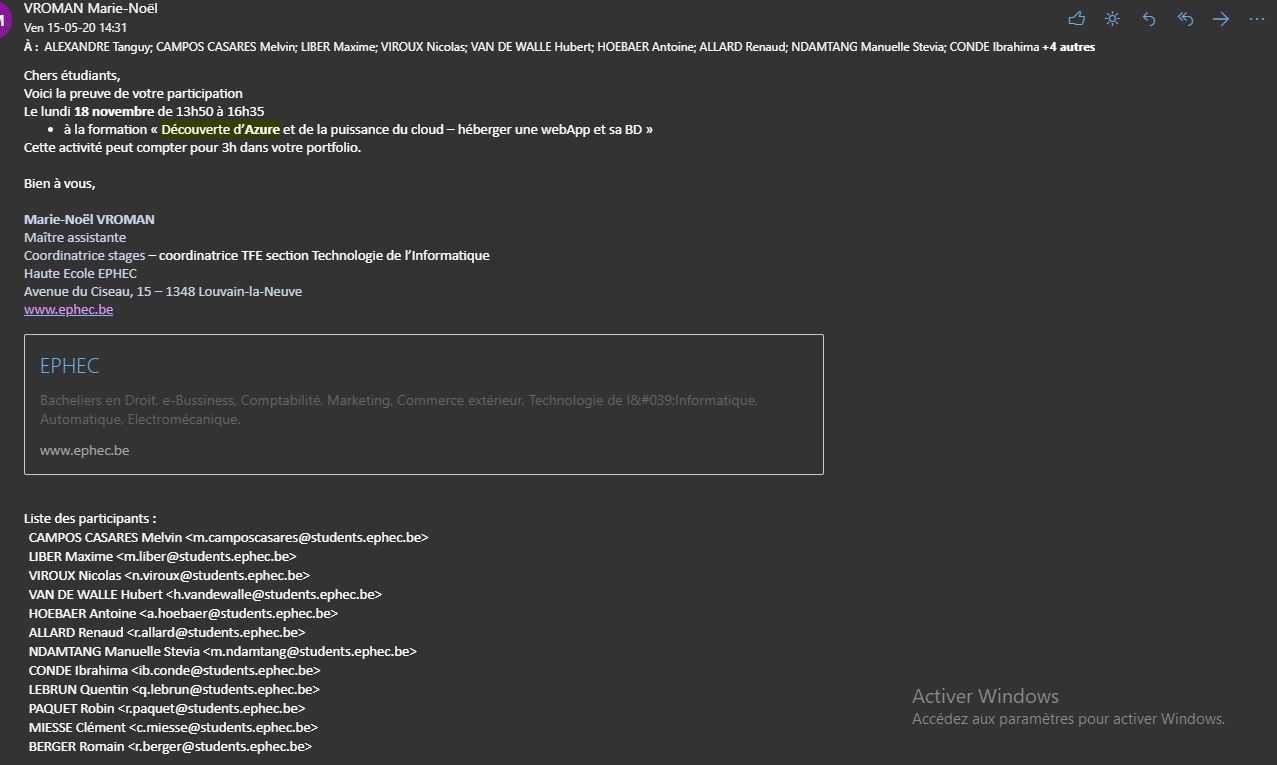 M
VROMAN Marie-Noël
Ven 15-05-20 14:31
À : ALEXANDRE Tanguy; CAMPOS CASARES Melvin; LIBER Maxime; VIROUX Nicolas; VAN DE WALLE Hubert; HOEBAER Antoine; ALLARD Renaud; NDAMTANG Manuelle Stevia; CONDE Ibrahima +4 autres
Chers étudiants,
Voici la preuve de votre participation
Le lundi 18 novembre de 13h50 à 16h35
• à la formation « Découverte d’Azure et de la puissance du cloud – héberger une webApp et sa BD »
Cette activité peut compter pour 3h dans votre portfolio.
Bien à vous,
Marie-Noël VROMAN
Maître assistante
Coordinatrice stages – coordinatrice TFE section Technologie de l’Informatique
Haute Ecole EPHEC
Avenue du Ciseau, 15 – 1348 Louvain-la-Neuve
www.ephec.be
EPHEC
Bacheliers en Droit, e-Bussiness, Comptabilité, Marketing, Commerce extérieur, Technologie de l&#039;Informatique,
Automatique, Electromécanique.
www.ephec.be
Liste des participants :
CAMPOS CASARES Melvin <m.camposcasares@students.ephec.be>
LIBER Maxime <m.liber@students.ephec.be>
VIROUX Nicolas <n.viroux@students.ephec.be>
VAN DE WALLE Hubert <h.vandewalle@students.ephec.be>
HOEBAER Antoine <a.hoebaer@students.ephec.be>
ALLARD Renaud <r.allard@students.ephec.be>
NDAMTANG Manuelle Stevia <m.ndamtang@students.ephec.be>
CONDE Ibrahima <ib.conde@students.ephec.be>
LEBRUN Quentin <q.lebrun@students.ephec.be>
PAQUET Robin <r.paquet@students.ephec.be>
MIESSE Clément <c.miesse@students.ephec.be>
BERGER Romain <r.berger@students.ephec.be>
Activer Windows
Accédez aux paramètres pour activer Windows.